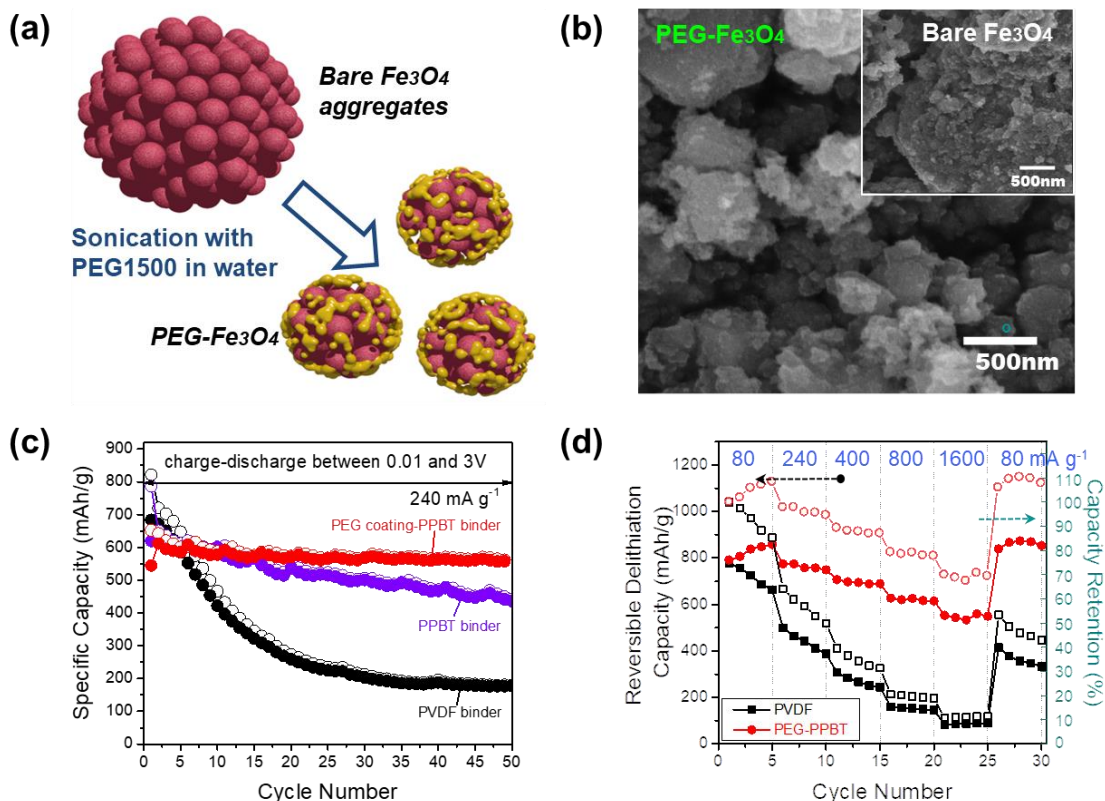 (a)
Bare Fe3O4
aggregates
Sonication with
PEG1500 in water
PEG-Fe3O4
(b)
PEG-Fe3O4
Bare Fe3O4
500nm
500nm
(c)
900
800
700
600
500
400
300
200
100
0
Specific Capacity (mAh/g)
charge-discharge between 0.01 and 3V
240 mA g-1
PEG coating-PPBT binder
PPBT binder
PVDF binder
0 5 10 15 20 25 30 35 40 45 50
Cycle Number
(d)
80 240 400 800 1600 80 mA g-1
1200
1000
800
600
400
200
0
Reversible Delithiation
Capacity (mAh/g)
110
100
90
80
70
60
50
40
30
20
10
0
Capacity Retention
(%)
PVDF
PEG-PPBT
0 5 10 15 20 25 30
Cycle Number